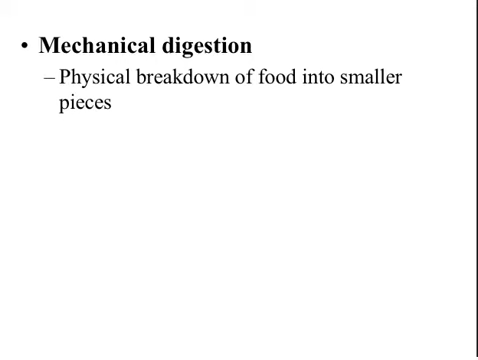 • Mechanical digestion
– Physical breakdown of food into smaller
pieces